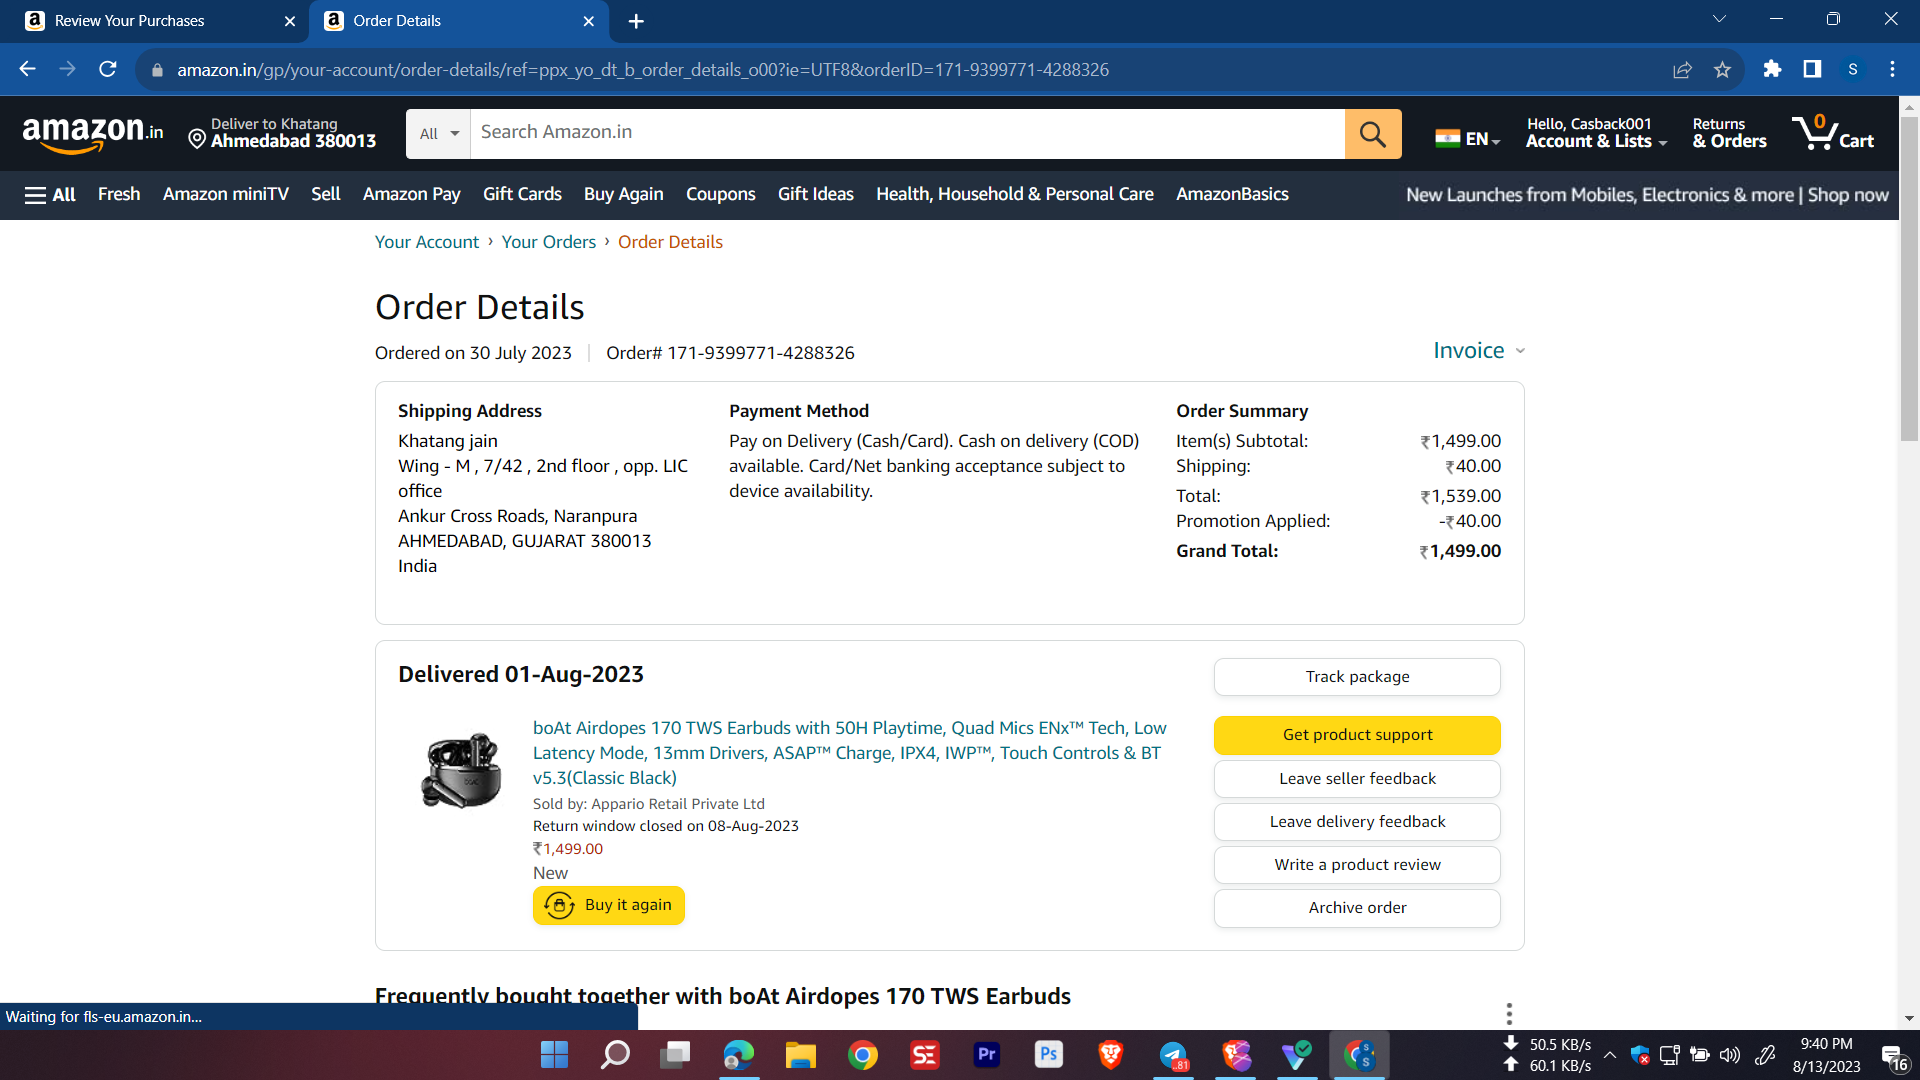 Review Your Purchases
Order Details
amazon.in/gp/your-account/order-details/ref=ppx_yo_dt_b_order_details_o00?ie=UTF8&orderID=171-9399771-4288326
S
amazon.in
Deliver to Khatang
Ahmedabad 380013
All
Search Amazon.in
EN
Hello, Casback001
Account & Lists
Returns
& Orders
0
Cart
All
Fresh
Amazon miniTV
Sell
Amazon Pay
Gift Cards
Buy Again
Coupons
Gift Ideas
Health, Household & Personal Care
AmazonBasics
New Launches from Mobiles, Electronics & more | Shop now
Your Account › Your Orders › Order Details
Order Details
Ordered on 30 July 2023 | Order# 171-9399771-4288326
Invoice
Shipping Address
Khatang jain
Wing - M , 7/42 , 2nd floor , opp. LIC
office
Ankur Cross Roads, Naranpura
AHMEDABAD, GUJARAT 380013
India
Payment Method
Pay on Delivery (Cash/Card). Cash on delivery (COD)
available. Card/Net banking acceptance subject to
device availability.
Order Summary
Item(s) Subtotal: ₹1,499.00
Shipping: ₹40.00
Total: ₹1,539.00
Promotion Applied: -₹40.00
Grand Total: ₹1,499.00
Delivered 01-Aug-2023
boAt Airdopes 170 TWS Earbuds with 50H Playtime, Quad Mics ENx™ Tech, Low
Latency Mode, 13mm Drivers, ASAP™ Charge, IPX4, IWP™, Touch Controls & BT
v5.3(Classic Black)
Sold by: Appario Retail Private Ltd
Return window closed on 08-Aug-2023
₹1,499.00
New
Buy it again
Track package
Get product support
Leave seller feedback
Leave delivery feedback
Write a product review
Archive order
Frequently bought together with boAt Airdopes 170 TWS Earbuds
Waiting for fls-eu.amazon.in...
SE
Pr
Ps
81
S
S
50.5 KB/s
60.1 KB/s
9:40 PM
8/13/2023
16